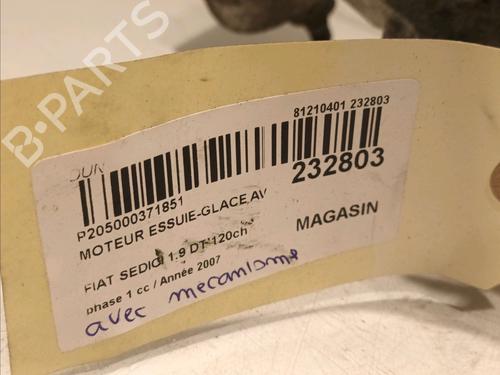 B-PARTS
81210401 232803
P205000371851
232803
MOTEUR ESSUIE-GLACE AV
MAGASIN
FIAT SEDICI 1.9 DT 120ch
phase 1 cc / Année 2007
avec mecanisme